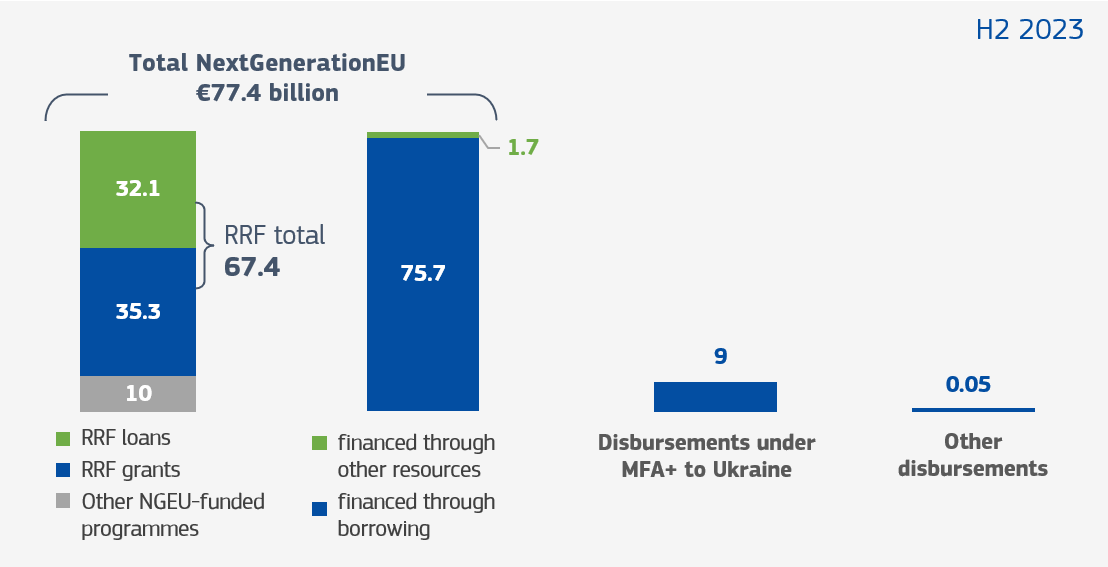 H2 2023
Total NextGenerationEU
€77.4 billion
32.1
35.3
10
RRF total
67.4
1.7
75.7
9
0.05
RRF loans
RRF grants
Other NGEU-funded
programmes
financed through
other resources
financed through
borrowing
Disbursements under
MFA+ to Ukraine
Other
disbursements